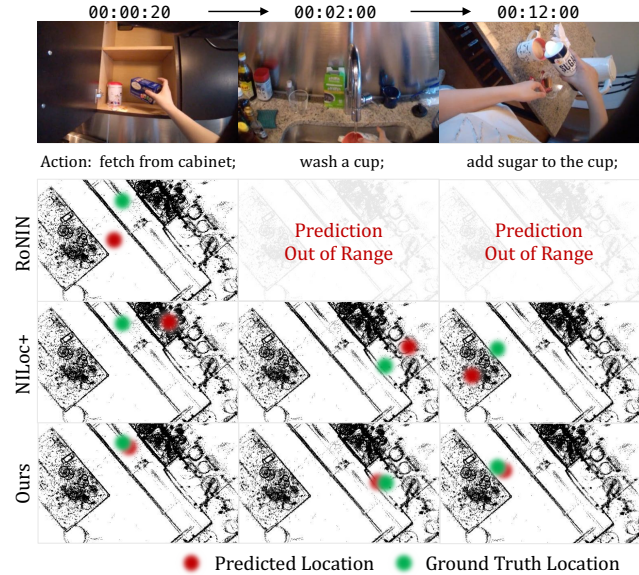 00:00:20 00:02:00 00:12:00
SUGAR
Action: fetch from cabinet; wash a cup; add sugar to the cup;
RoNIN
Prediction
Out of Range
Prediction
Out of Range
NILoc+
Ours
Predicted Location Ground Truth Location